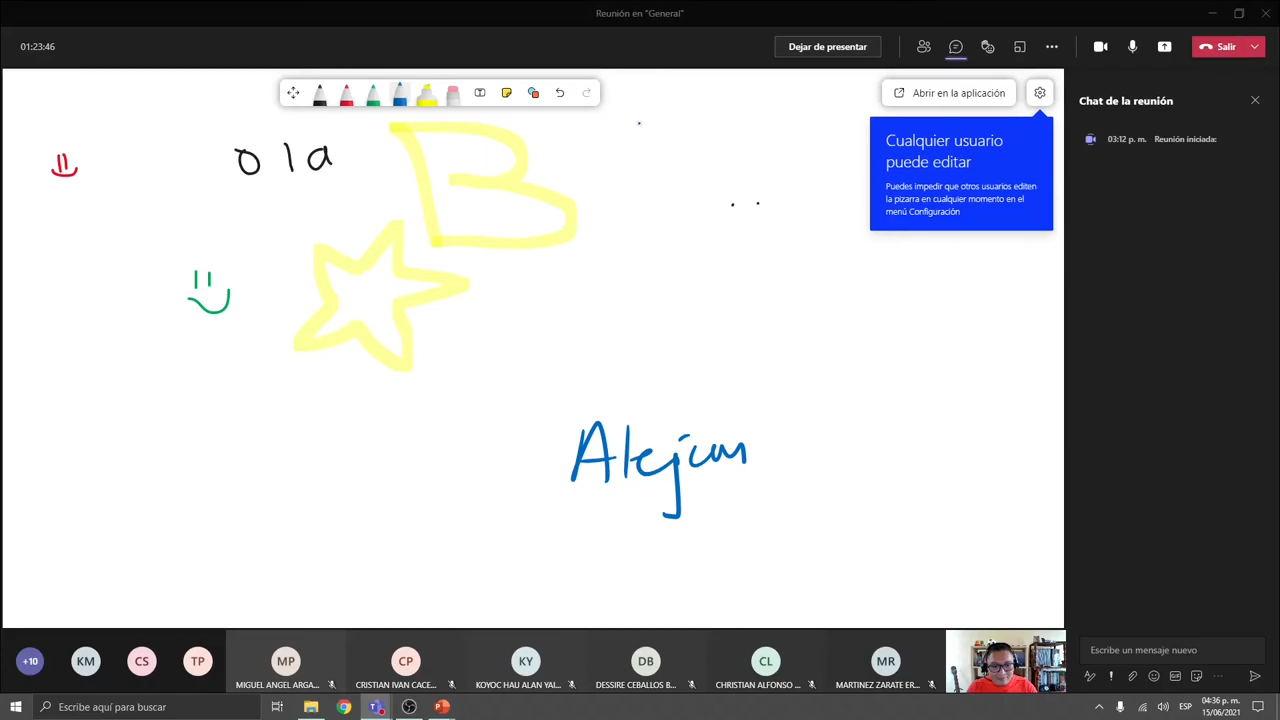 Reunión en "General"
01:23:46
Dejar de presentar
Salir
Abrir en la aplicación
Cualquier usuario
puede editar
Puedes impedir que otros usuarios editen
la pizarra en cualquier momento en el
menú Configuración
ola
Alejan
Chat de la reunión
03:12 p. m. Reunión iniciada:
+10
KM
CS
TP
MP
MIGUEL ANGEL ARGA...
CP
CRISTIAN IVAN CACE...
KY
KOYOC HAU ALAN YAL...
DB
DESSIRE CEBALLOS B...
CL
CHRISTIAN ALFONSO ...
MR
MARTINEZ ZARATE ER...
Escribe un mensaje nuevo
Escribe aquí para buscar
ESP
04:36 p. m.
15/06/2021